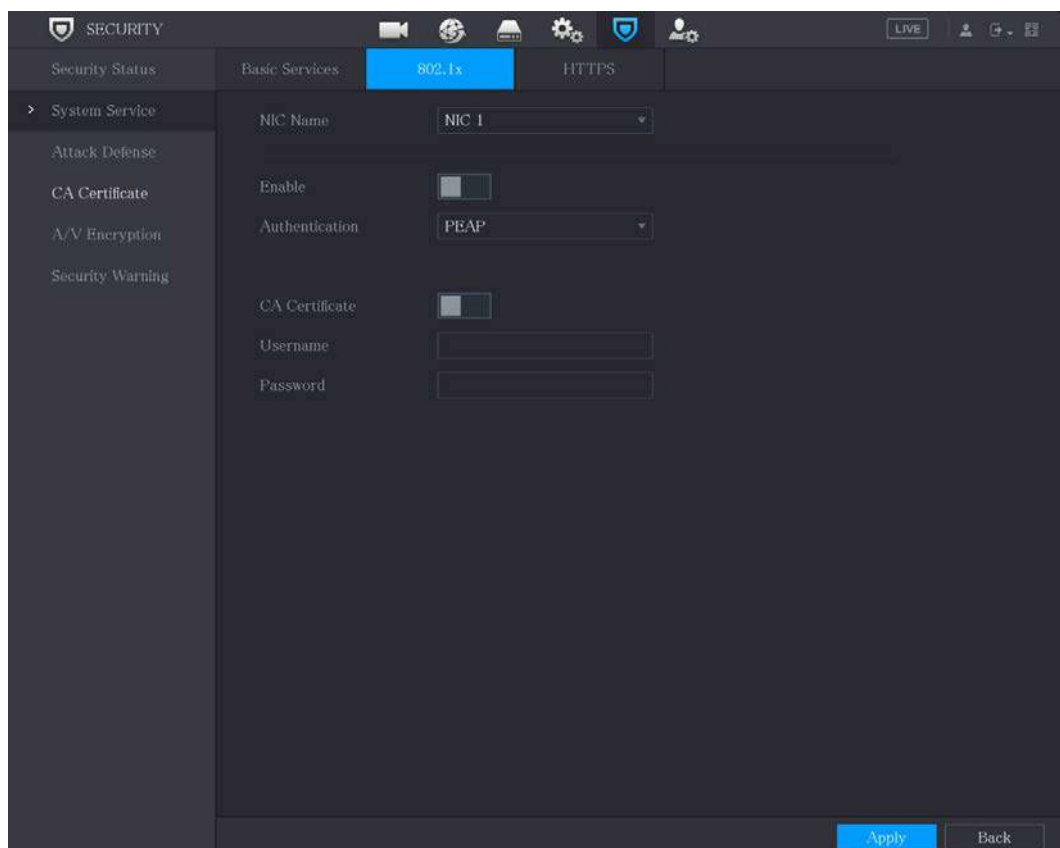 SECURITY
LIVE
Security Status
Basic Services
802.1x
HTTPS
System Service
Attack Defense
CA Certificate
A/V Encryption
Security Warning
NIC Name
NIC 1
Enable
Authentication
PEAP
CA Certificate
Username
Password
Apply
Back